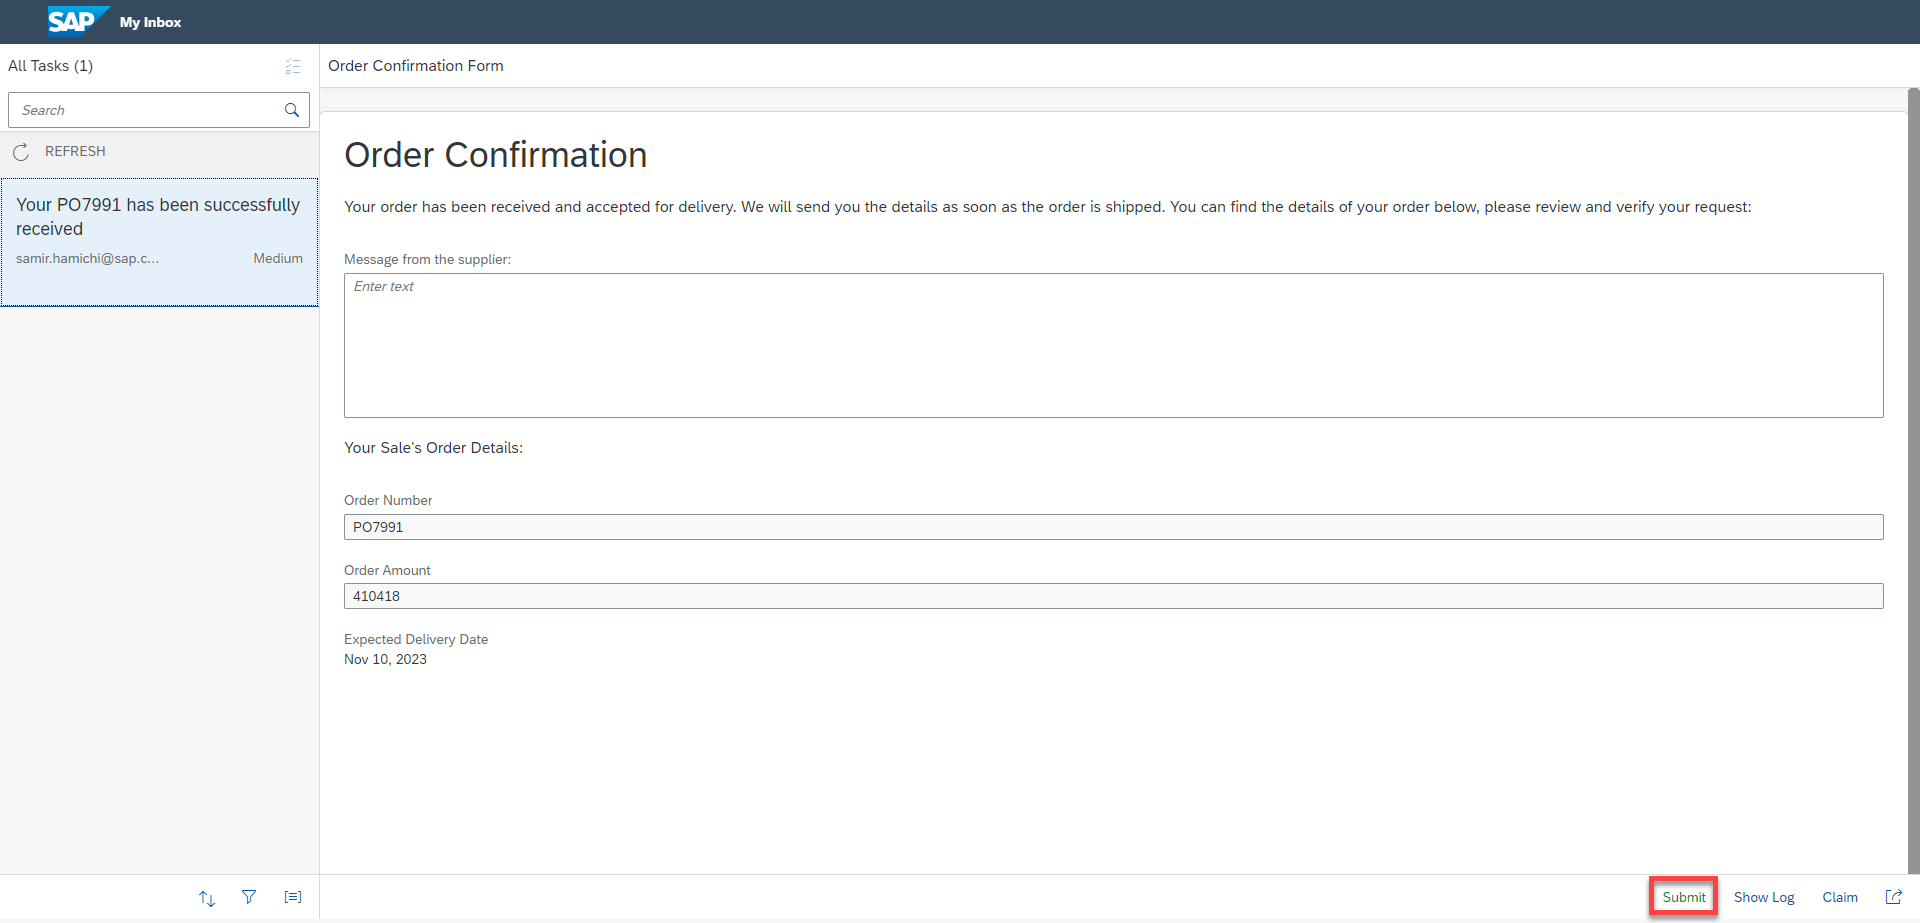 SAP My Inbox
All Tasks (1)
Search
REFRESH
Your PO7991 has been successfully
received
samir.hamichi@sap.c... Medium
Order Confirmation Form
Order Confirmation
Your order has been received and accepted for delivery. We will send you the details as soon as the order is shipped. You can find the details of your order below, please review and verify your request:
Message from the supplier:
Enter text
Your Sale's Order Details:
Order Number
PO7991
Order Amount
410418
Expected Delivery Date
Nov 10, 2023
Submit Show Log Claim